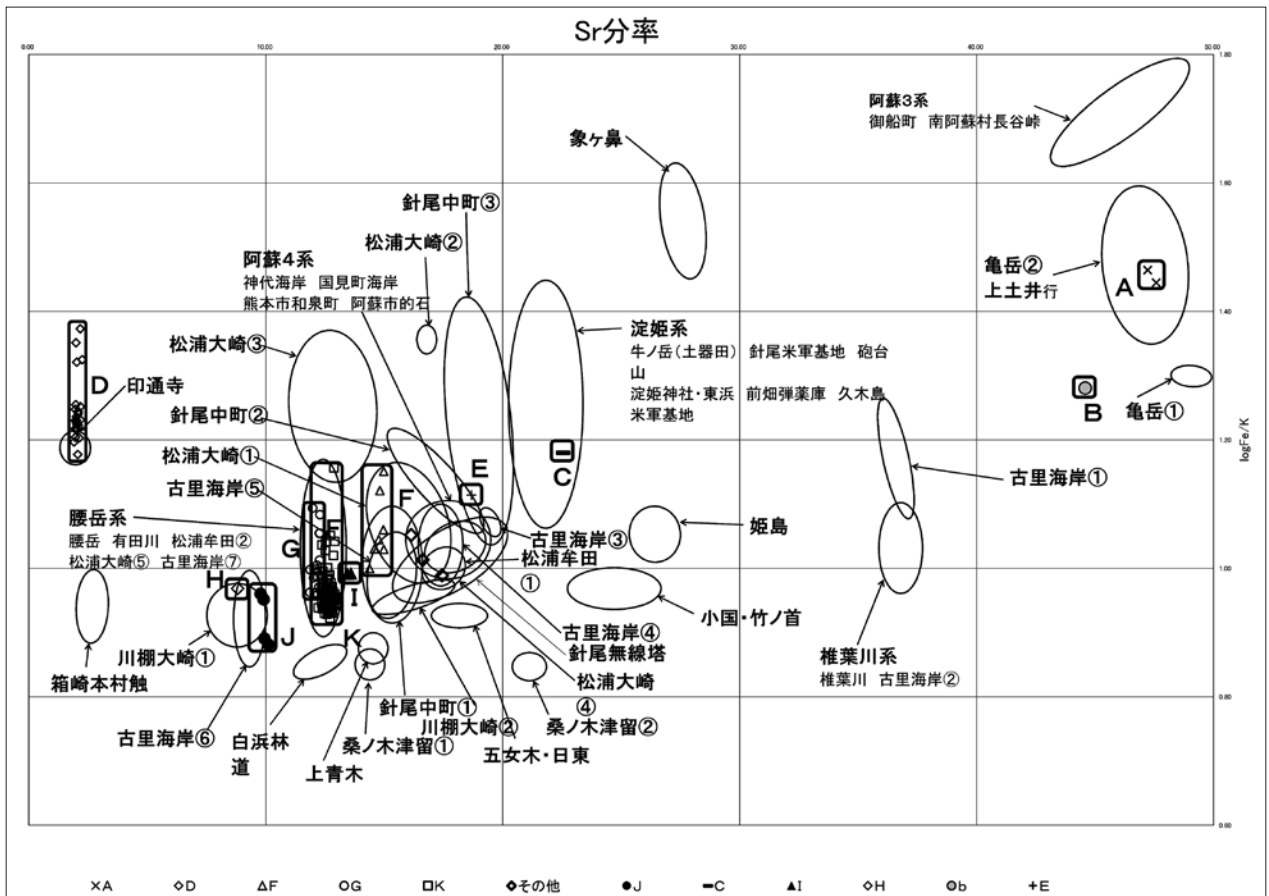 Sr分率
0.00 10.00 20.00 30.00 40.00 50.00
1.80
阿蘇3系
御船町 南阿蘇村長谷峠
象ヶ鼻
1.60
針尾中町③
松浦大崎②
阿蘇4系
神代海岸 国見町海岸
熊本市和泉町 阿蘇市的石
亀岳②
上土井行
A
1.40
松浦大崎③
淀姫系
牛ノ岳(土器田) 針尾米軍基地 砲台
山
淀姫神社・東浜 前畑弾薬庫 久木島
米軍基地
D
印通寺
B
亀岳①
針尾中町②
1.20
logFe/K
松浦大崎①
C
E
古里海岸①
古里海岸⑤
F
腰岳系
腰岳 有田川 松浦牟田②
松浦大崎⑤ 古里海岸⑦
G
E
姫島
古里海岸③
松浦牟田
①
1.00
H
I
小国・竹ノ首
J
K
古里海岸④
針尾無線塔
椎葉川系
椎葉川 古里海岸②
川棚大崎①
箱崎本村触
松浦大崎
④
0.80
針尾中町①
川棚大崎②
桑ノ木津留②
古里海岸⑥
白浜林
道
桑ノ木津留①
五女木・日東
上青木
0.60
×A ◇D △F ○G □K ◇その他 ●J ━C ▲I ◇H ◎b +E